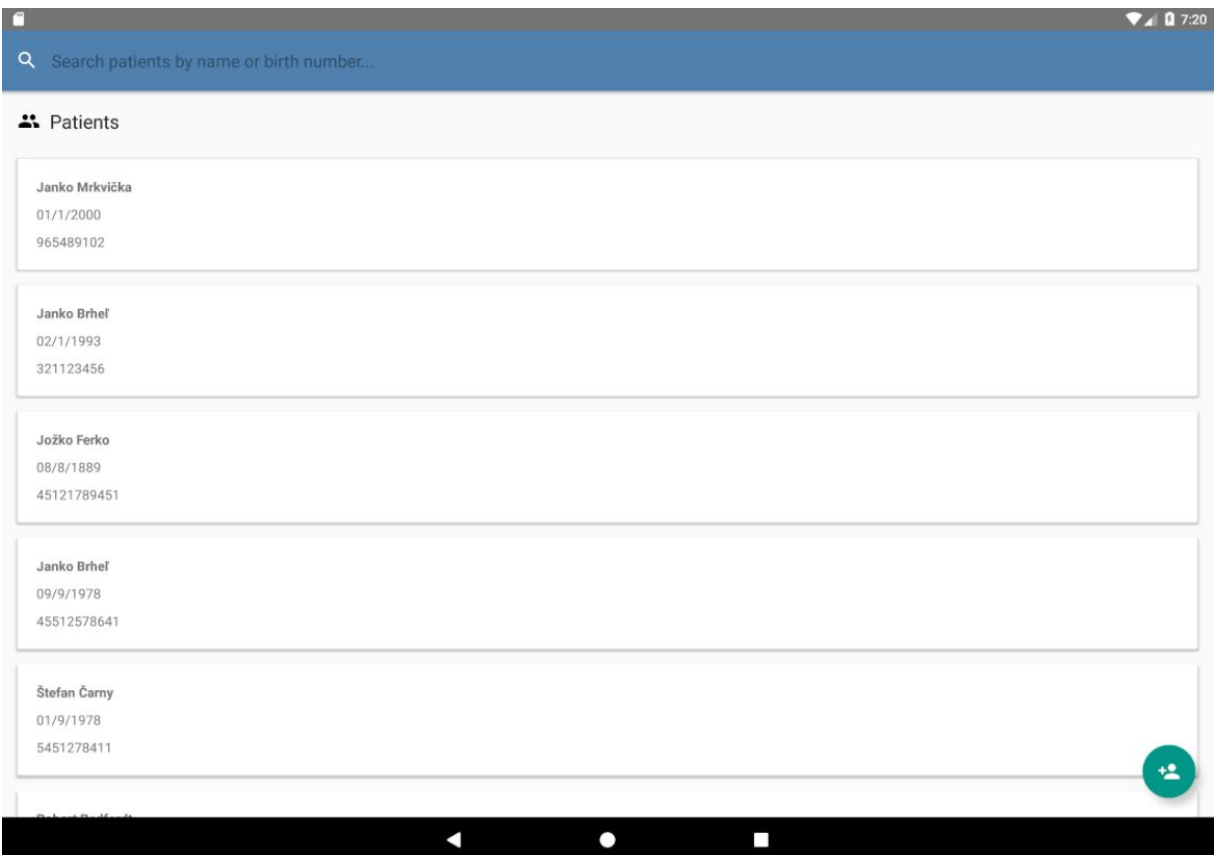 7:20
Search patients by name or birth number...
Patients
Janko Mrkvička
01/1/2000
965489102
Janko Brheľ
02/1/1993
321123456
Jožko Ferko
08/8/1889
45121789451
Janko Brheľ
09/9/1978
45512578641
Štefan Čarny
01/9/1978
5451278411